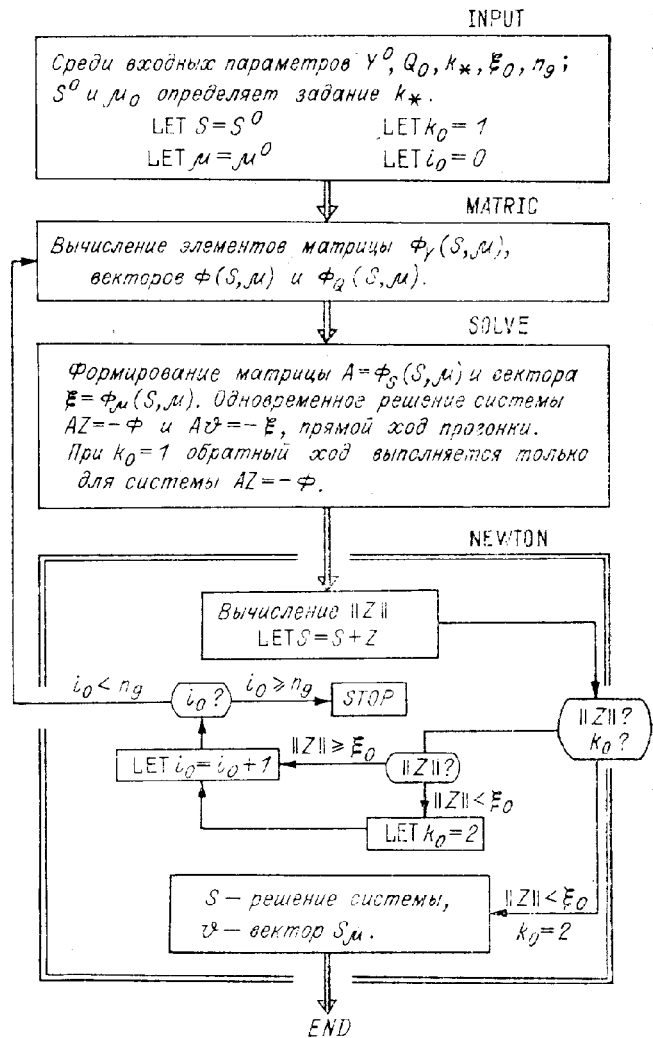 INPUT
Среди входных параметров Y⁰, Q₀, k∗, ξ₀, n₉;
S⁰ и μ₀ определяет задание k∗.
LET S=S⁰ LET k₀=1
LET μ=μ⁰ LET i₀=0
MATRIC
Вычисление элементов матрицы Φ_Y(S,μ),
векторов Φ(S,μ) и Φ_Q(S,μ).
SOLVE
Формирование матрицы A=Φ_S(S,μ) и вектора
ξ=Φ_μ(S,μ). Одновременное решение системы
AZ=−Φ и Aϑ=−ξ, прямой ход прогонки.
При k₀=1 обратный ход выполняется только
для системы AZ=−Φ.
NEWTON
Вычисление ||Z||
LET S=S+Z
i₀<n₉
i₀?
i₀≥n₉
STOP
||Z||?
k₀?
LET i₀=i₀+1
||Z||≥ξ₀
||Z||?
||Z||<ξ₀
LET k₀=2
S — решение системы,
ϑ — вектор S_μ.
||Z||<ξ₀
k₀=2
END